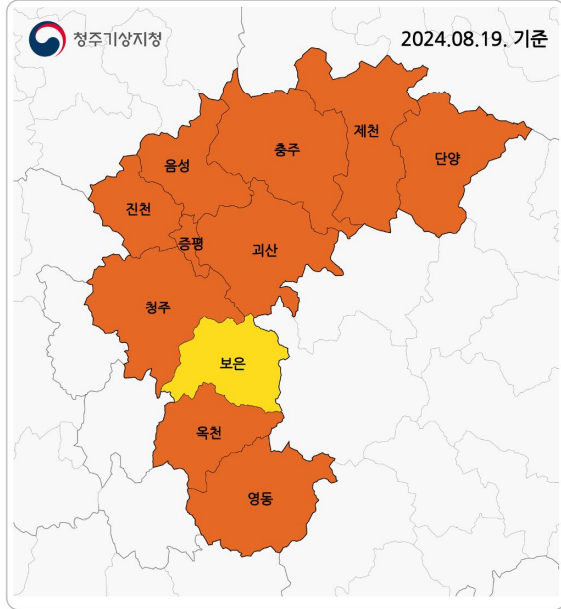 청주기상지청
2024.08.19. 기준
제천
충주
단양
음성
진천
증평
괴산
청주
보은
옥천
영동